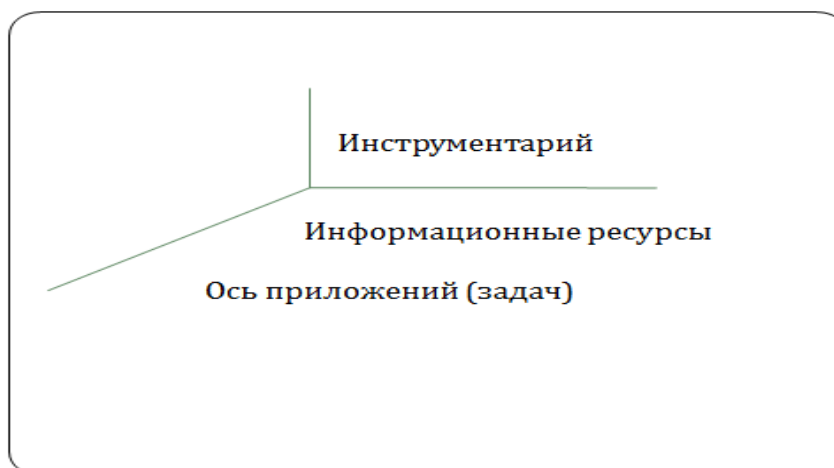 Инструментарий
Информационные ресурсы
Ось приложений (задач)